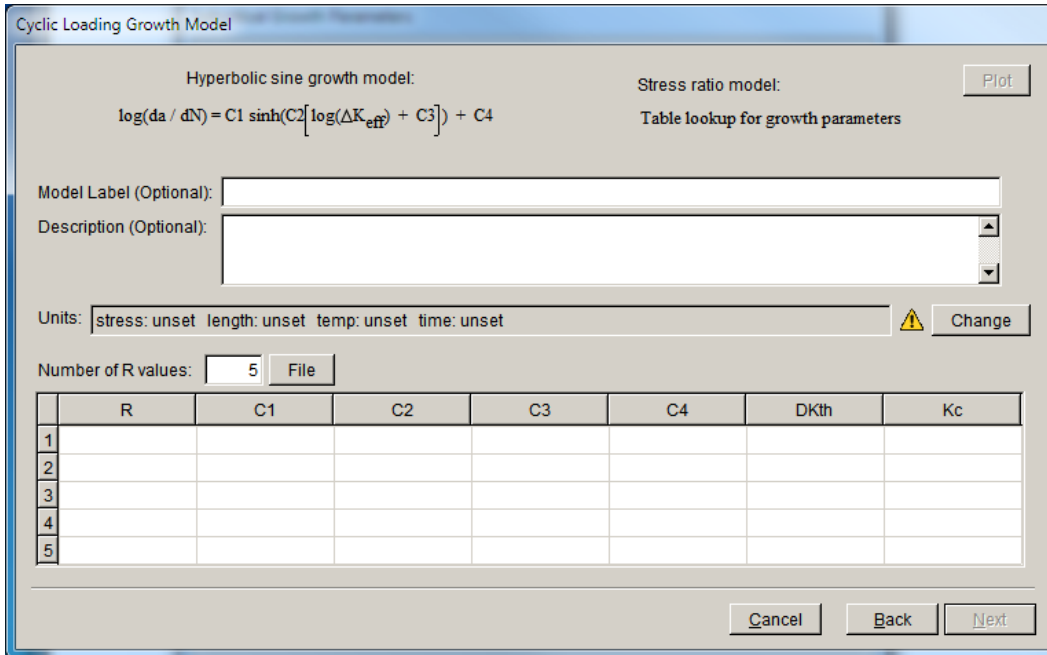 Cyclic Loading Growth Model
Hyperbolic sine growth model:
log(da / dN) = C1 sinh(C2[log(ΔKeff) + C3]) + C4
Stress ratio model:
Table lookup for growth parameters
Plot
Model Label (Optional):
Description (Optional):
Units: stress: unset length: unset temp: unset time: unset
Change
Number of R values: 5 File
R C1 C2 C3 C4 DKth Kc
1
2
3
4
5
Cancel Back Next